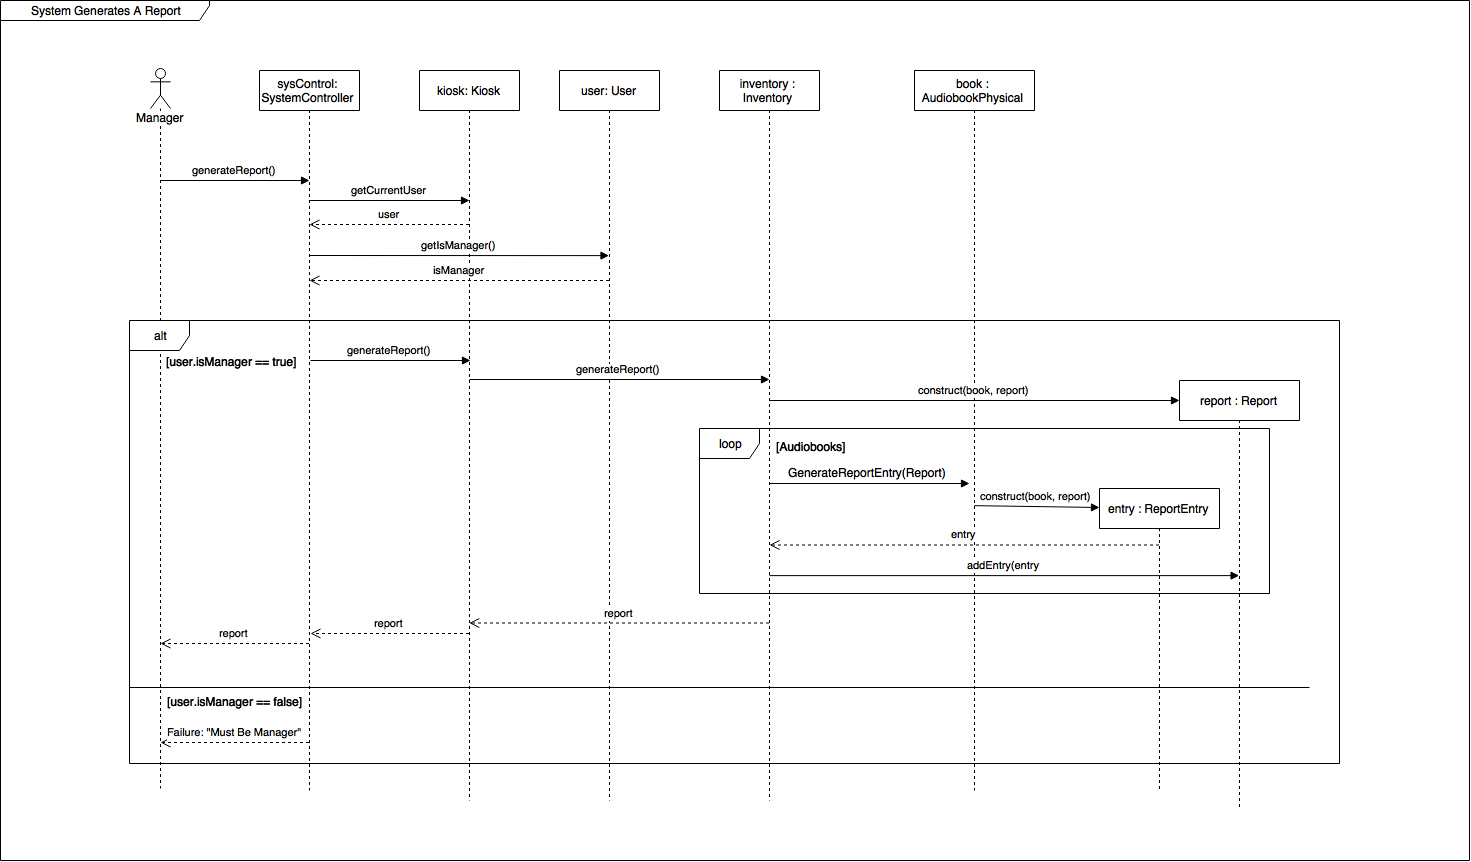 System Generates A Report
sysControl:
SystemController
kiosk: Kiosk
user: User
inventory :
Inventory
book :
AudiobookPhysical
Manager
generateReport()
getCurrentUser
user
getIsManager()
isManager
alt
[user.isManager == true]
generateReport()
generateReport()
construct(book, report)
report : Report
loop
[Audiobooks]
GenerateReportEntry(Report)
construct(book, report)
entry : ReportEntry
entry
addEntry(entry
report
report
report
[user.isManager == false]
Failure: "Must Be Manager"